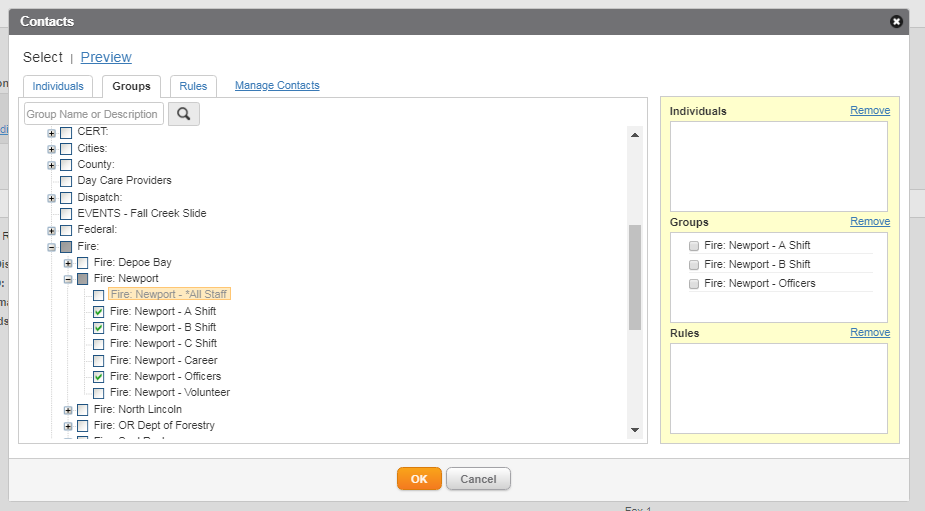 Contacts
Select | Preview
Individuals
Groups
Rules
Manage Contacts
Group Name or Description
CERT:
Cities:
County:
Day Care Providers
Dispatch:
EVENTS - Fall Creek Slide
Federal:
Fire:
Fire: Depoe Bay
Fire: Newport
Fire: Newport - *All Staff
Fire: Newport - A Shift
Fire: Newport - B Shift
Fire: Newport - C Shift
Fire: Newport - Career
Fire: Newport - Officers
Fire: Newport - Volunteer
Fire: North Lincoln
Fire: OR Dept of Forestry
Individuals Remove
Groups Remove
Fire: Newport - A Shift
Fire: Newport - B Shift
Fire: Newport - Officers
Rules Remove
OK
Cancel